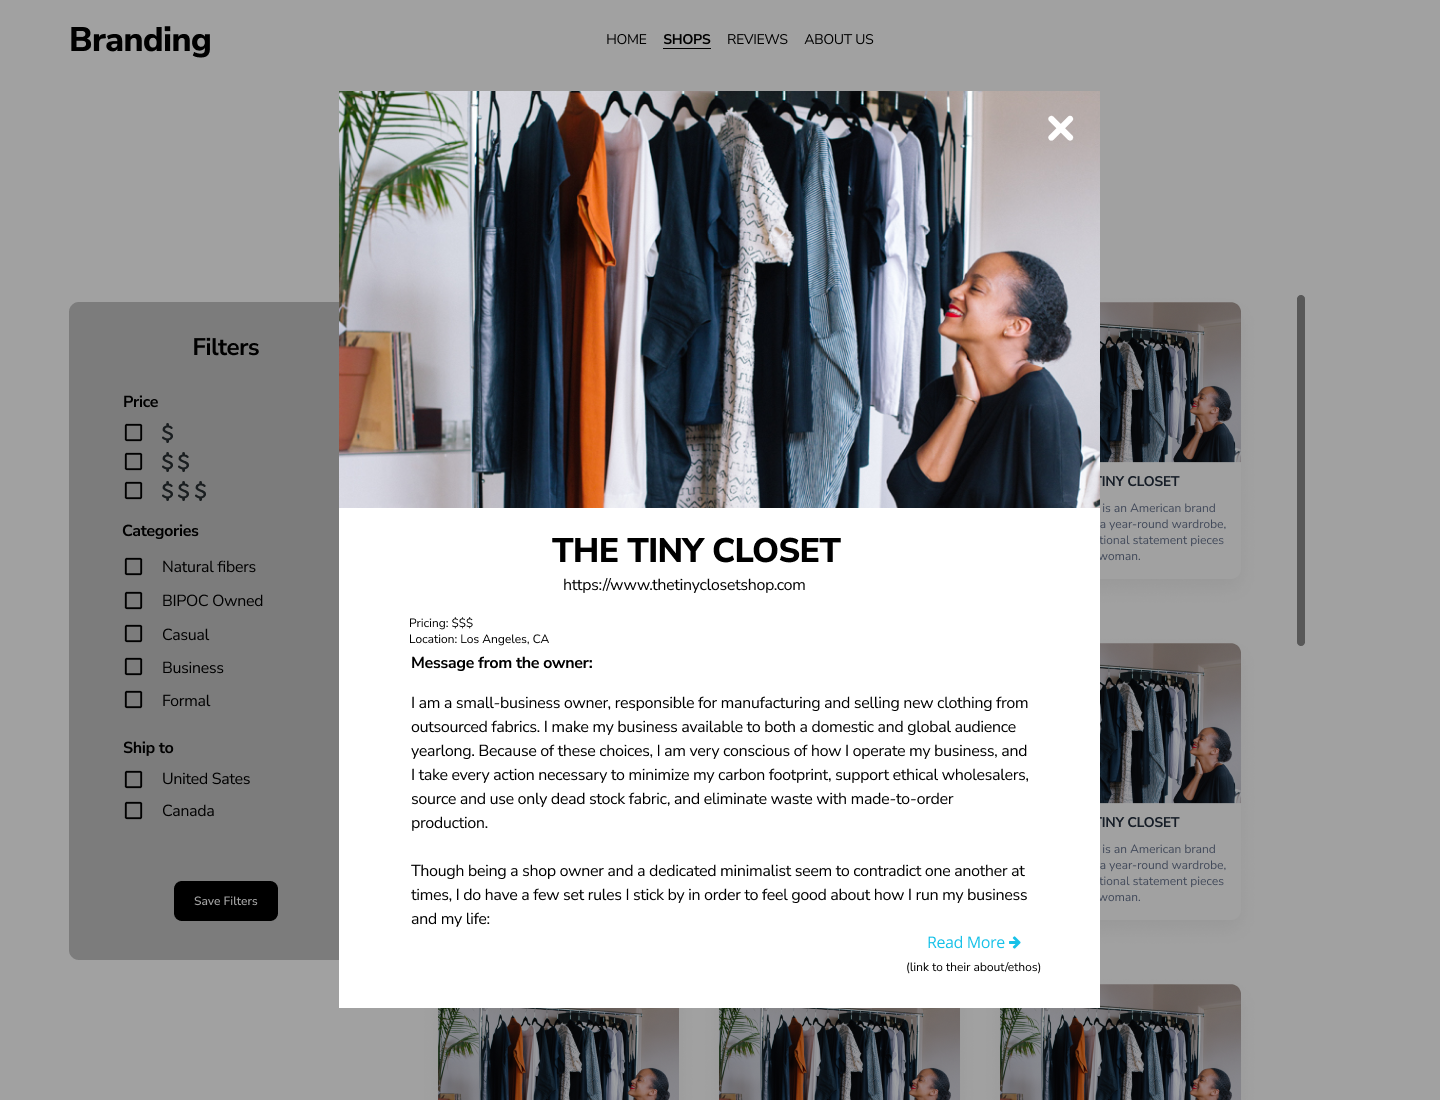 Branding
HOME SHOPS REVIEWS ABOUT US
Filters
Price
$
$$
$$$
Categories
Natural fibers
BIPOC Owned
Casual
Business
Formal
Ship to
United Sates
Canada
Save Filters
THE TINY CLOSET
https://www.thetinyclosetshop.com
Pricing: $$$
Location: Los Angeles, CA
Message from the owner:
I am a small-business owner, responsible for manufacturing and selling new clothing from
outsourced fabrics. I make my business available to both a domestic and global audience
yearlong. Because of these choices, I am very conscious of how I operate my business, and
I take every action necessary to minimize my carbon footprint, support ethical wholesalers,
source and use only dead stock fabric, and eliminate waste with made-to-order
production.
Though being a shop owner and a dedicated minimalist seem to contradict one another at
times, I do have a few set rules I stick by in order to feel good about how I run my business
and my life:
Read More
(link to their about/ethos)
TINY CLOSET
is an American brand
a year-round wardrobe,
tional statement pieces
woman.
TINY CLOSET
is an American brand
a year-round wardrobe,
tional statement pieces
woman.